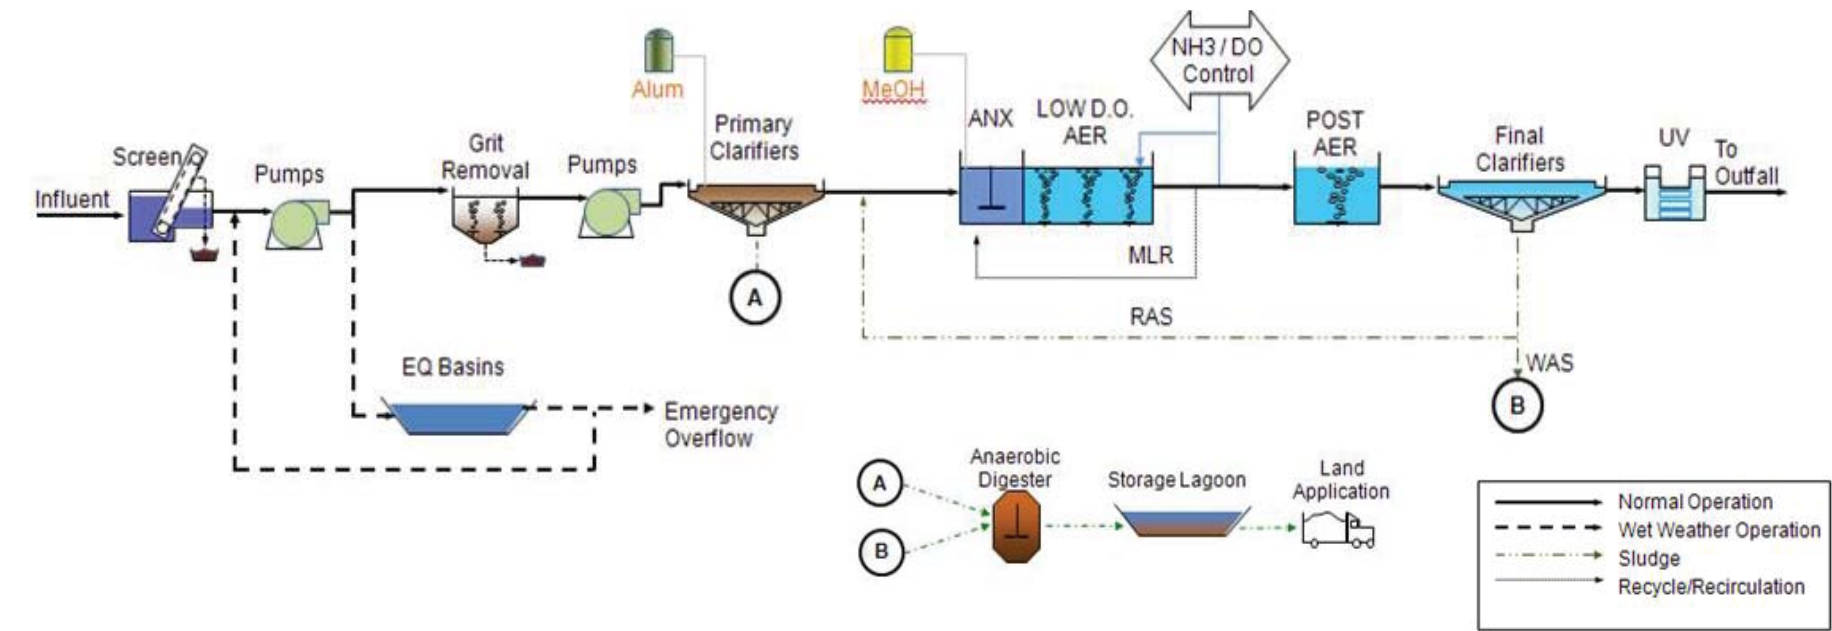 Influent
Screen
Pumps
Grit
Removal
Pumps
Alum
Primary
Clarifiers
A
MeOH
ANX
LOW D.O.
AER
NH3 / DO
Control
MLR
POST
AER
Final
Clarifiers
UV
To
Outfall
RAS
WAS
B
EQ Basins
Emergency
Overflow
A
B
Anaerobic
Digester
Storage Lagoon
Land
Application
Normal Operation
Wet Weather Operation
Sludge
Recycle/Recirculation